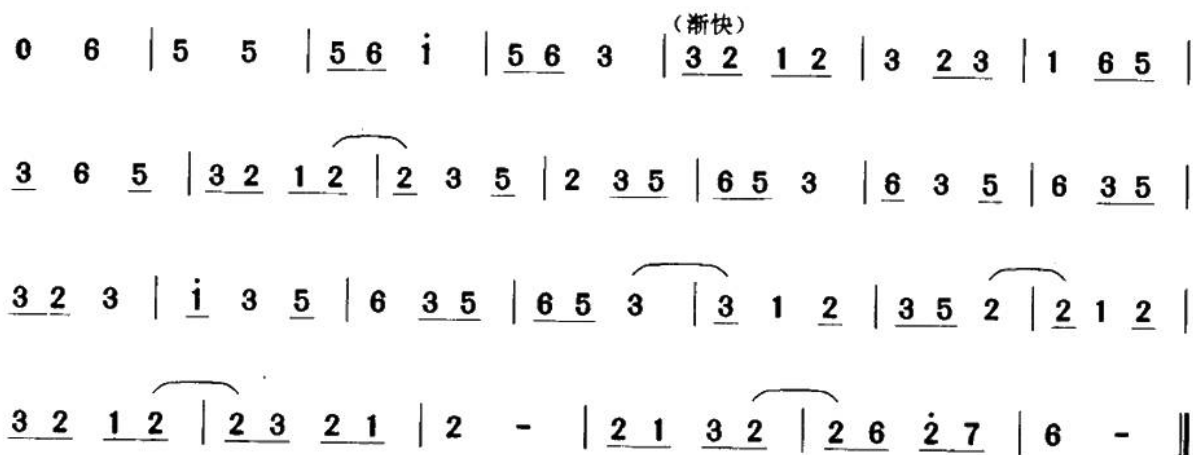 （渐快）
0 6 | 5 5 | 5 6 i | 5 6 3 | 3 2 1 2 | 3 2 3 | 1 6 5 |
3 6 5 | 3 2 1 2 | 2 3 5 | 2 3 5 | 6 5 3 | 6 3 5 | 6 3 5 |
3 2 3 | i 3 5 | 6 3 5 | 6 5 3 | 3 1 2 | 3 5 2 | 2 1 2 |
3 2 1 2 | 2 3 2 1 | 2 - | 2 1 3 2 | 2 6 2̇ 7 | 6 - ‖